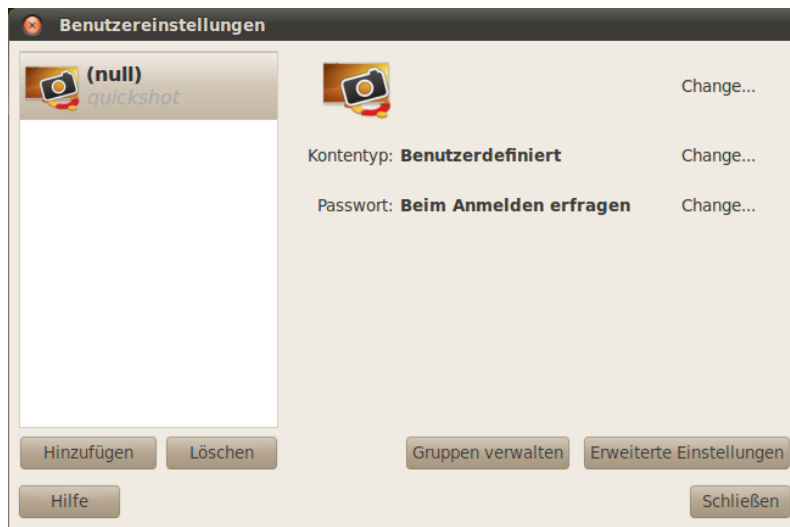 Benutzereinstellungen
(null)
quickshot
Change...
Kontentyp: Benutzerdefiniert Change...
Passwort: Beim Anmelden erfragen Change...
Hinzufügen Löschen Gruppen verwalten Erweiterte Einstellungen
Hilfe Schließen